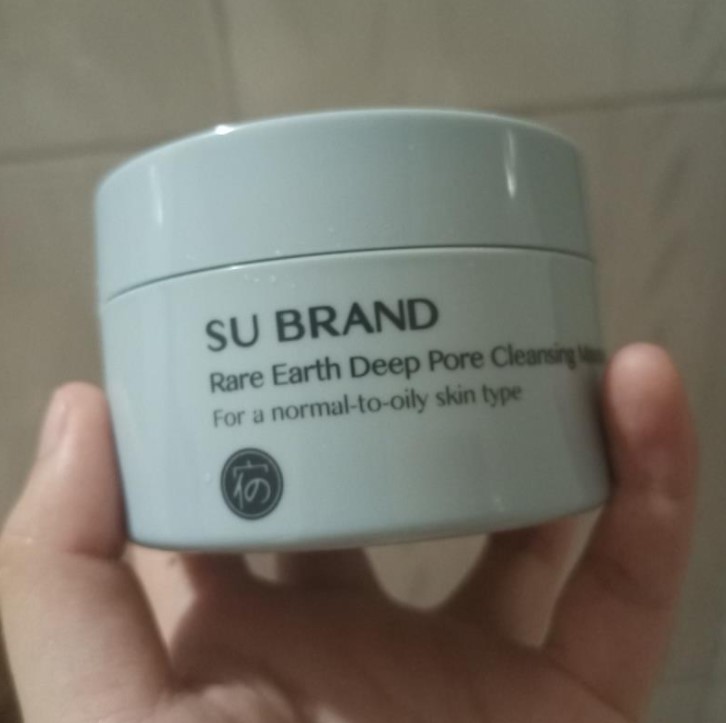 SU BRAND
Rare Earth Deep Pore Cleansing
For a normal-to-oily skin type